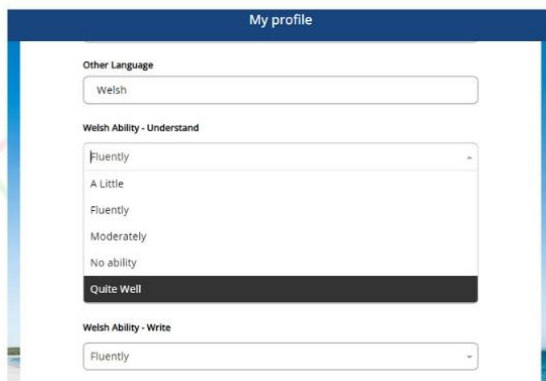 My profile
Other Language
Welsh
Welsh Ability - Understand
Fluently
A Little
Fluently
Moderately
No ability
Quite Well
Welsh Ability - Write
Fluently